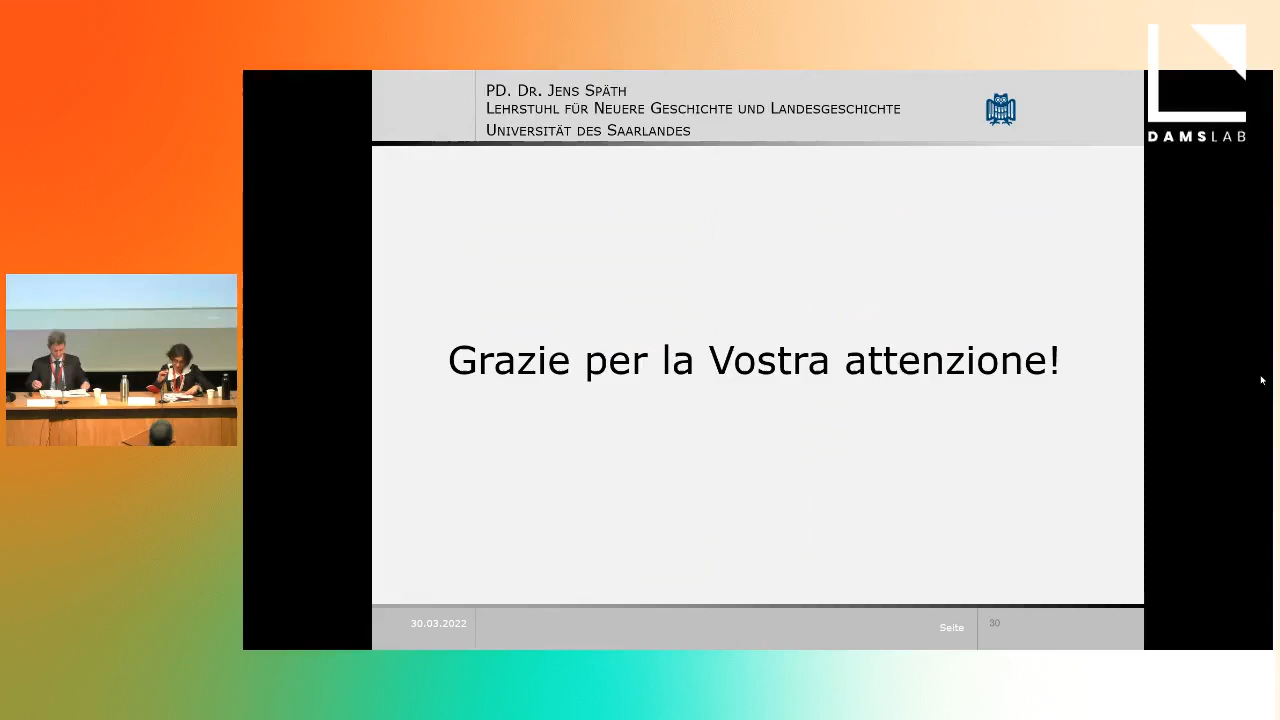 PD. Dr. Jens Späth
Lehrstuhl für Neuere Geschichte und Landesgeschichte
Universität des Saarlandes
DAMSLAB
Grazie per la Vostra attenzione!
30.03.2022
Seite
30